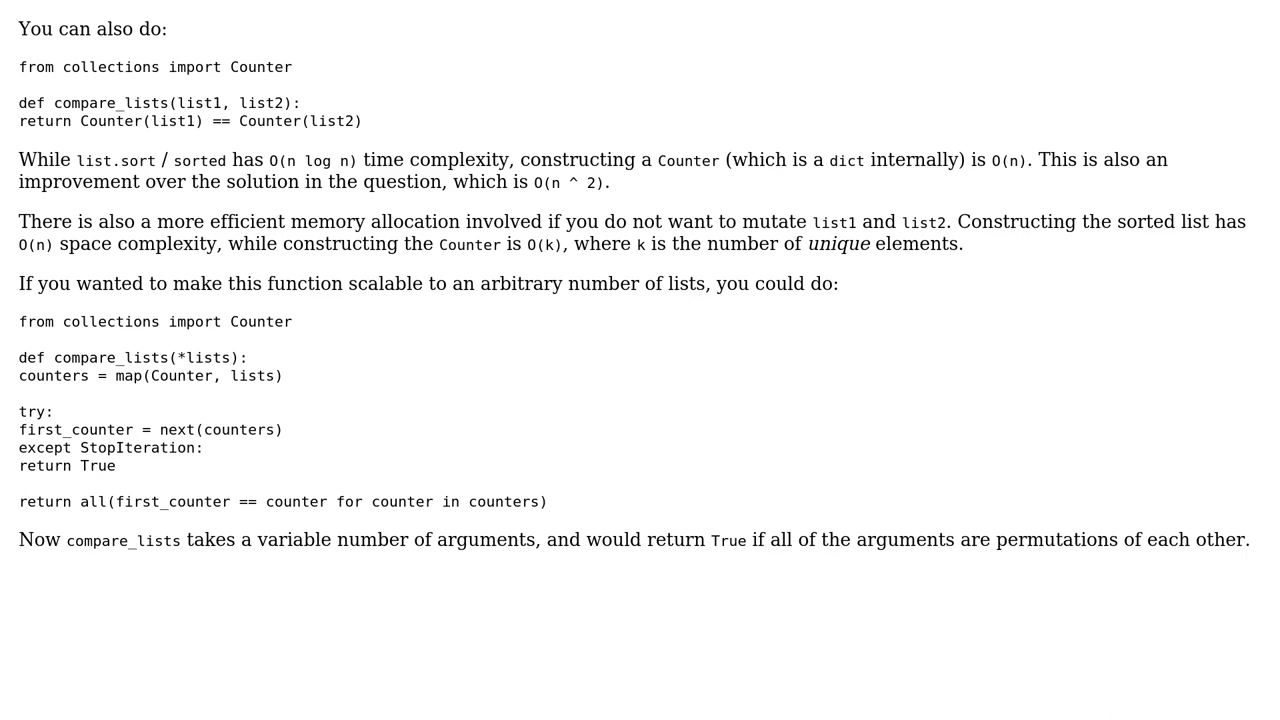 You can also do:
from collections import Counter
def compare_lists(list1, list2):
return Counter(list1) == Counter(list2)
While list.sort / sorted has O(n log n) time complexity, constructing a Counter (which is a dict internally) is O(n). This is also an
improvement over the solution in the question, which is O(n ^ 2).
There is also a more efficient memory allocation involved if you do not want to mutate list1 and list2. Constructing the sorted list has
O(n) space complexity, while constructing the Counter is O(k), where k is the number of unique elements.
If you wanted to make this function scalable to an arbitrary number of lists, you could do:
from collections import Counter
def compare_lists(*lists):
counters = map(Counter, lists)
try:
first_counter = next(counters)
except StopIteration:
return True
return all(first_counter == counter for counter in counters)
Now compare_lists takes a variable number of arguments, and would return True if all of the arguments are permutations of each other.